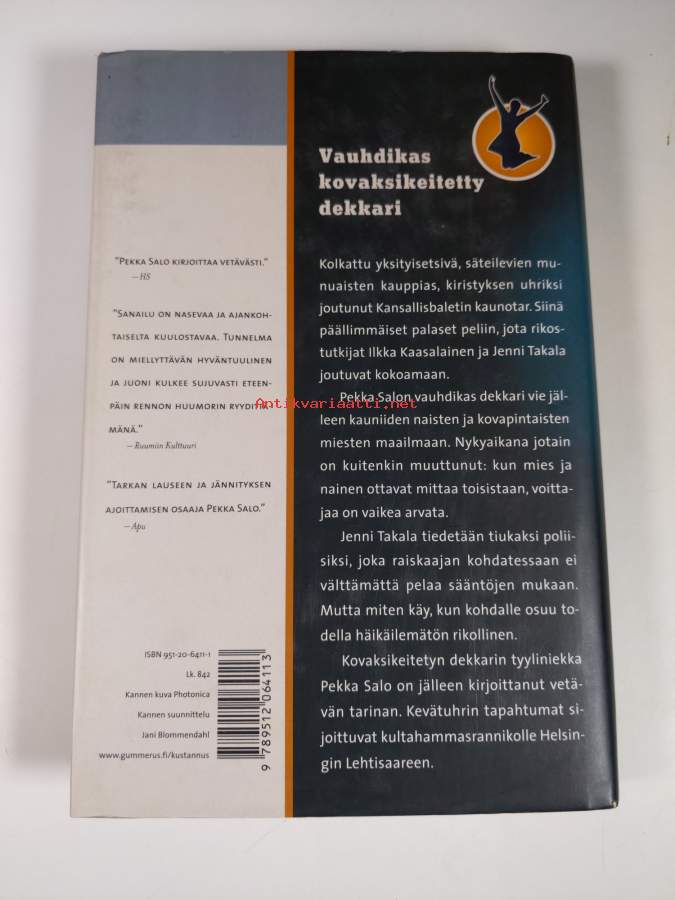 Vauhdikas
kovaksikeitetty
dekkari
Kolkattu yksityisetsivä, säteilevien mu-
nuaisten kauppias, kiristyksen uhriksi
joutunut Kansallisbaletin kaunotar. Siinä
päällimmäiset palaset peliin, jota rikos-
tutkijat Ilkka Kaasalainen ja Jenni Takala
joutuvat kokoamaan.
Pekka Salon vauhdikas dekkari vie jäl-
leen kauniiden naisten ja kovapintaisten
miesten maailmaan. Nykyaikana jotain
on kuitenkin muuttunut: kun mies ja
nainen ottavat mittaa toisistaan, voitta-
jaa on vaikea arvata.
Jenni Takala tiedetään tiukaksi polii-
siksi, joka raiskaajan kohdatessaan ei
välttämättä pelaa sääntöjen mukaan.
Mutta miten käy, kun kohdalle osuu to-
della häikäilemätön rikollinen.
Kovaksikeitetyn dekkarin tyyliniekka
Pekka Salo on jälleen kirjoittanut vetä-
vän tarinan. Kevätuhrin tapahtumat si-
joittuvat kultahammasrannikolle Helsin-
gin Lehtisaareen.
"Pekka Salo kirjoittaa vetävästi."
—HS
"Sanailu on nasevaa ja ajankoh-
taiselta kuulostavaa. Tunnelma
on miellyttävän hyväntuulinen
ja juoni kulkee sujuvasti eteen-
päin rennon huumorin ryydittä-
mänä."
—Ruumiin Kulttuuri
"Tarkan lauseen ja jännityksen
ajoittamisen osaaja Pekka Salo."
—Apu
Antikvariaatti.net
ISBN 951-20-6411-1
Lk. 842
Kannen kuva Photonica
Kannen suunnittelu
Jani Blommendahl
www.gummerus.fi/kustannus
9 789512 064113